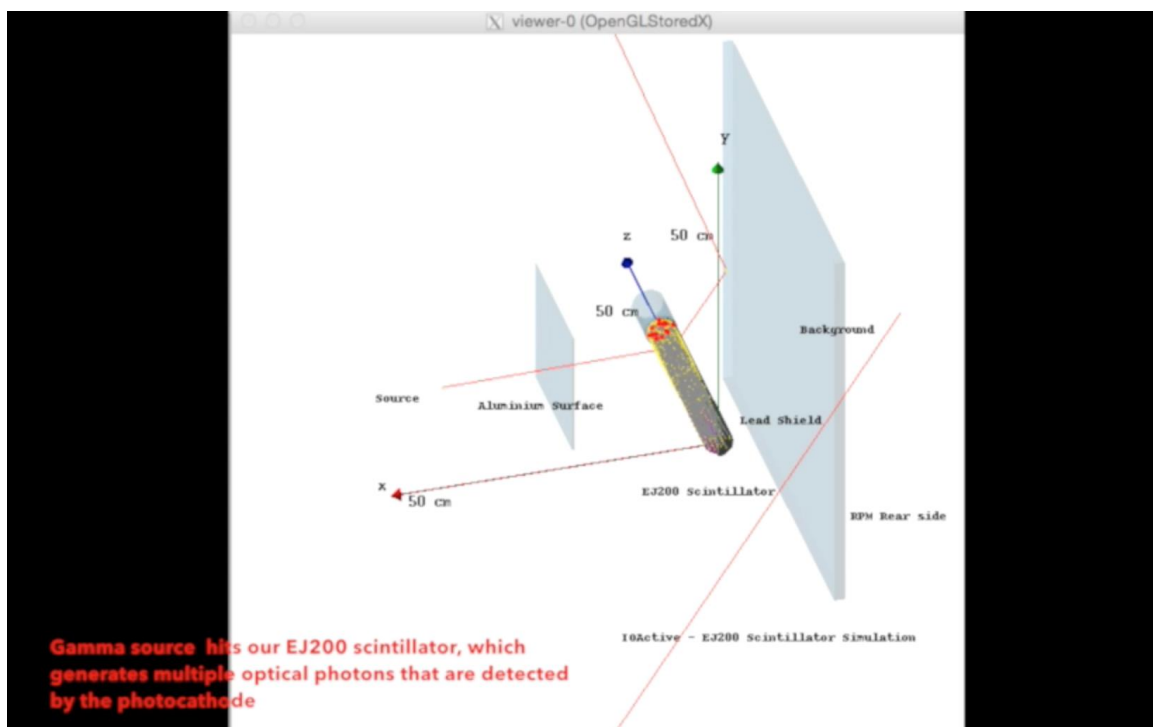 viewer-0 (OpenGLStoredX)
Y
z
50 cm
50 cm
Background
Source
Aluminium Surface
Lead Shield
x
50 cm
EJ200 Scintillator
RPM Rear side
IOActive - EJ200 Scintillator Simulation
Gamma source hits our EJ200 scintillator, which
generates multiple optical photons that are detected
by the photocathode